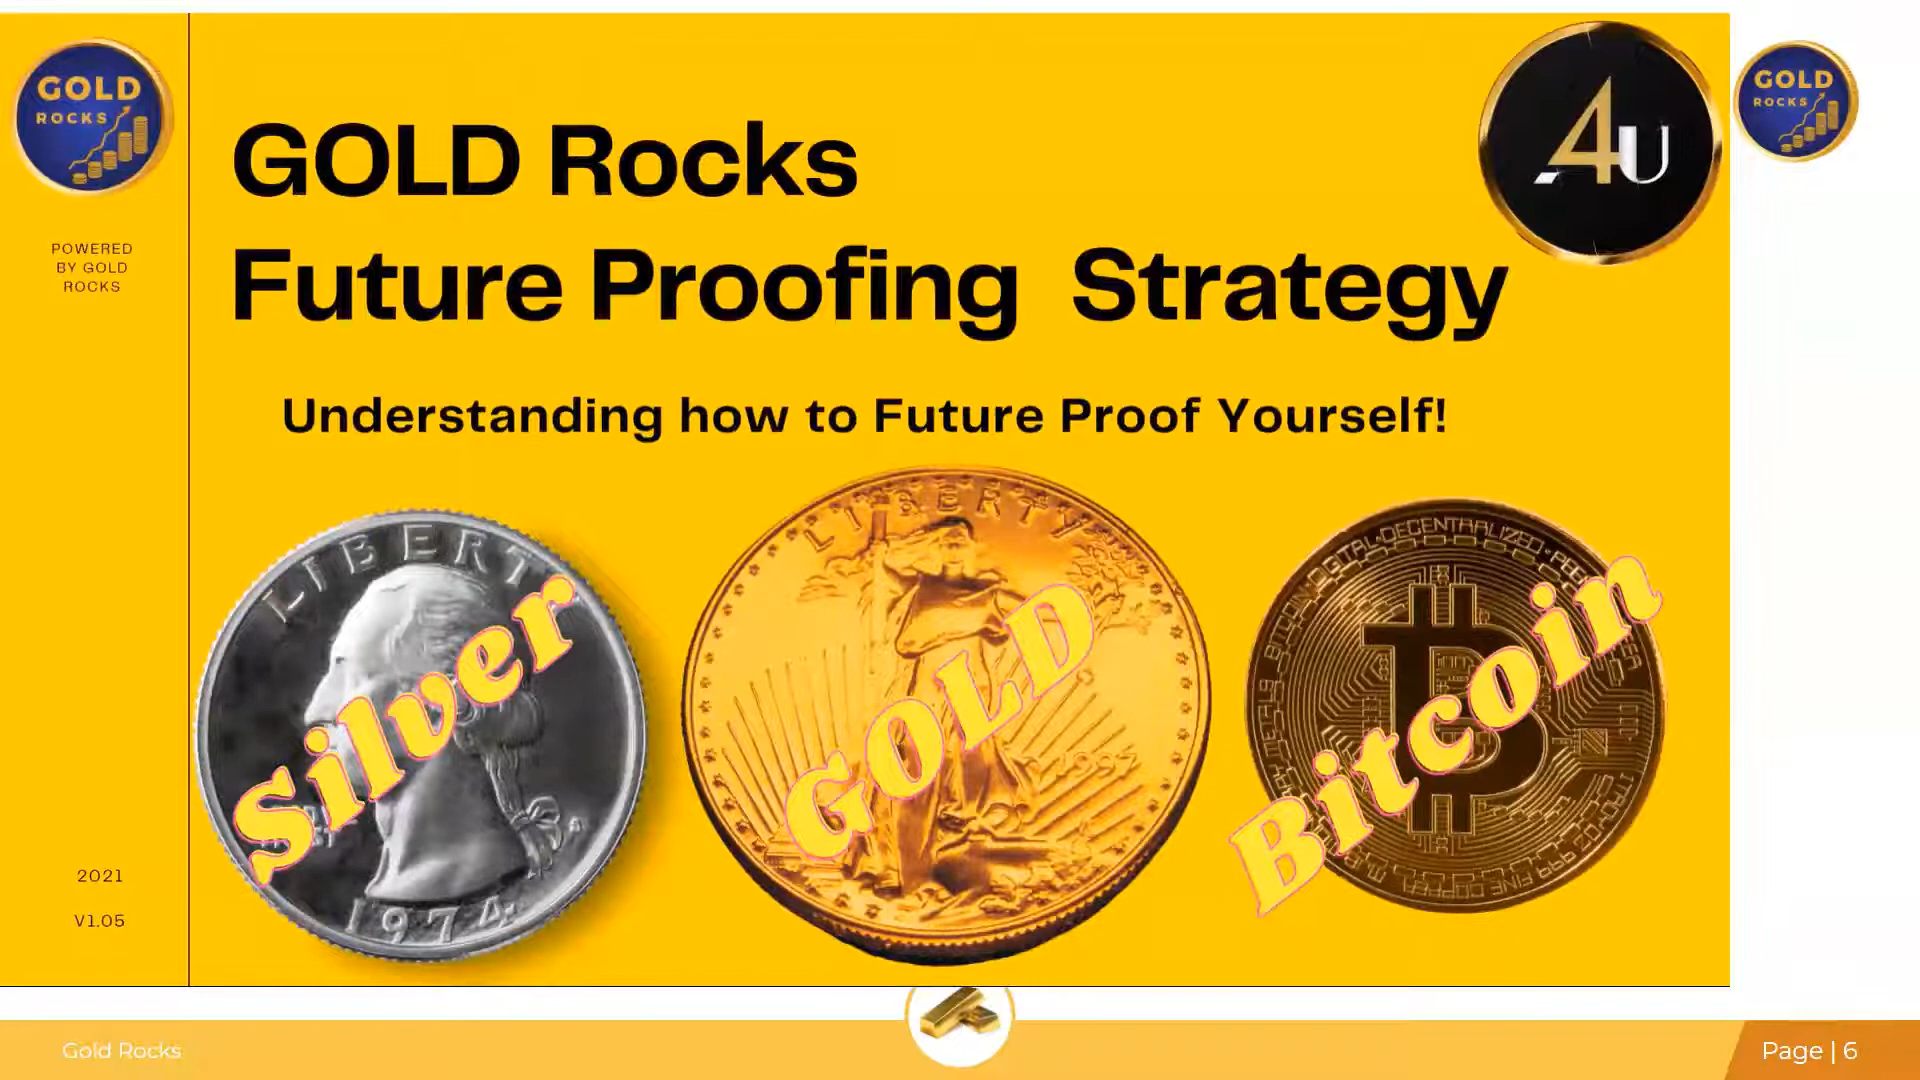 GOLD
ROCKS
POWERED
BY GOLD
ROCKS
2021
V1.05
GOLD Rocks
Future Proofing Strategy
Understanding how to Future Proof Yourself!
4U
GOLD
ROCKS
LIBERTY
Silver
1974
LIBERTY
GOLD
1997
DECENTRALIZED
Bitcoin
Gold Rocks
Page | 6